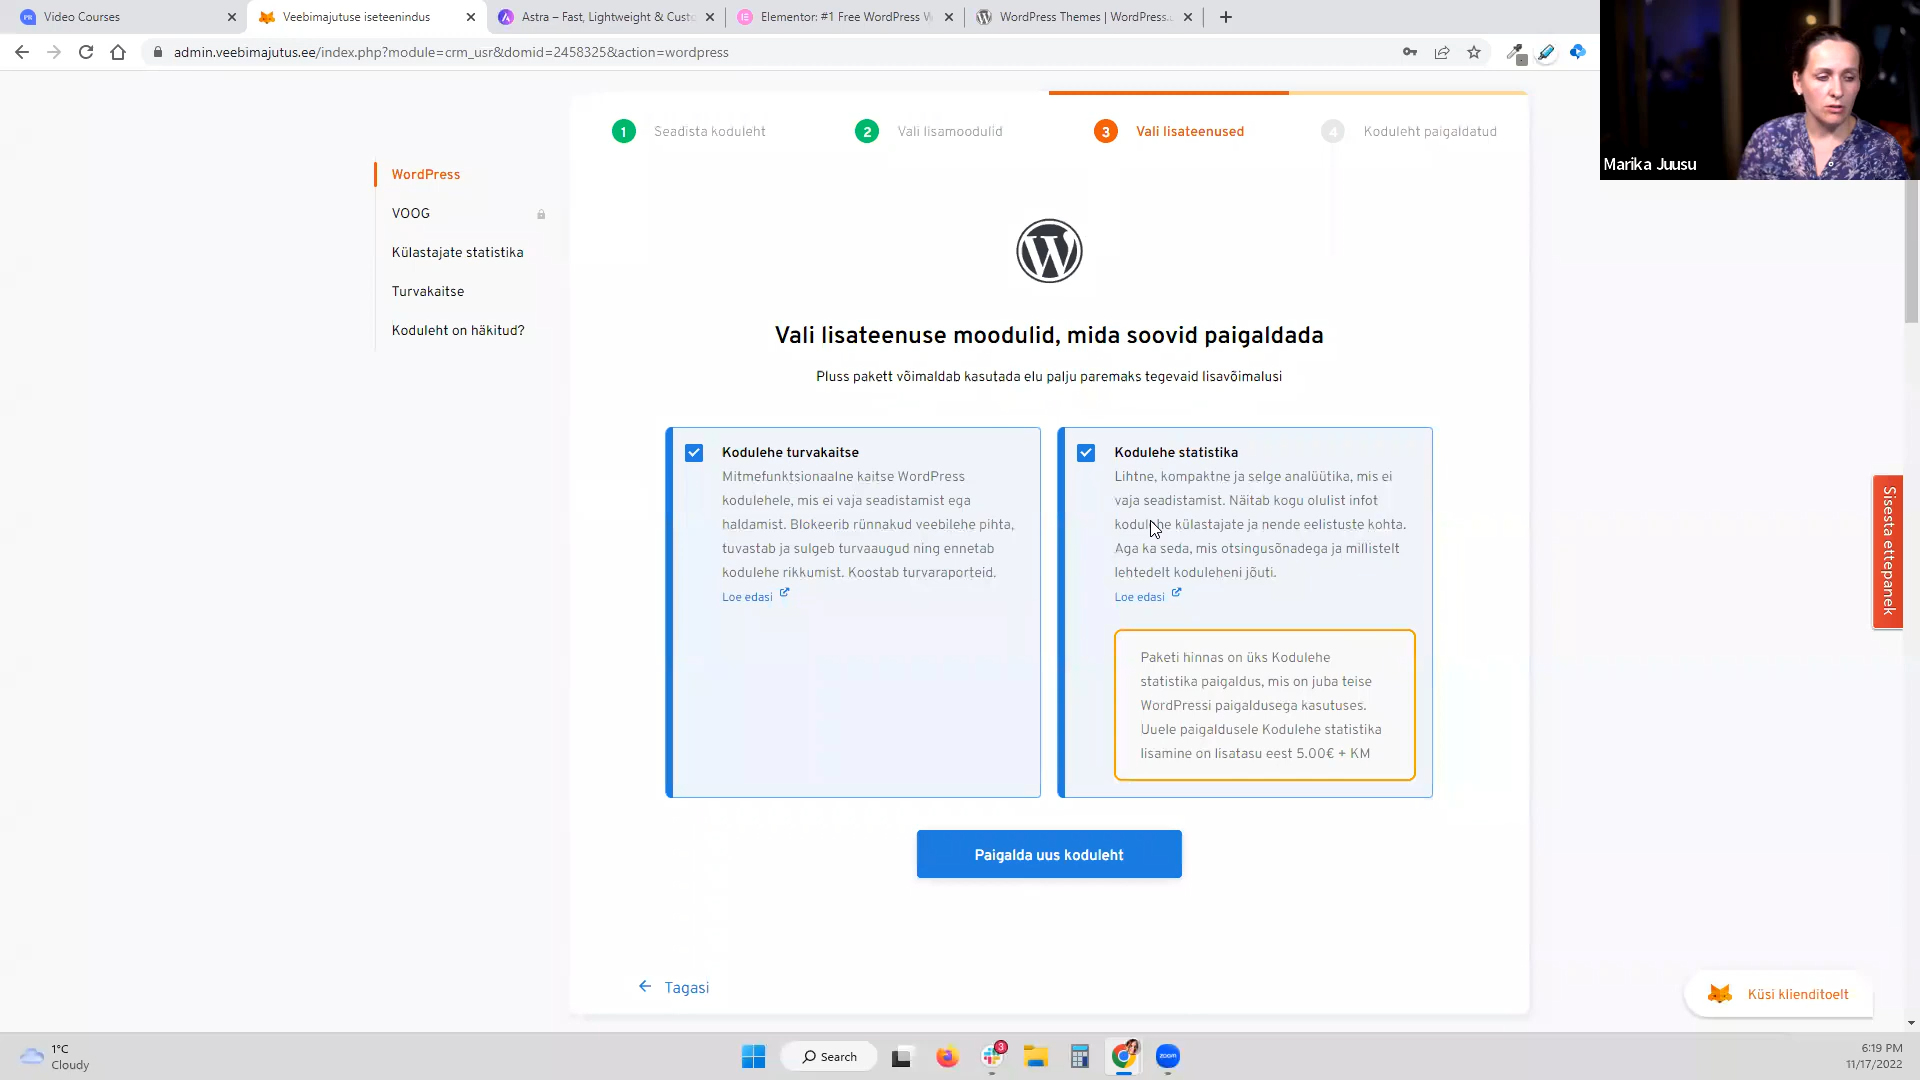 Video Courses
Veebimajutuse iseteenindus
Astra – Fast, Lightweight & Custo
Elementor: #1 Free WordPress W
WordPress Themes | WordPress.
admin.veebimajutus.ee/index.php?module=crm_usr&domid=2458325&action=wordpress
Marika Juusu
1 Seadista koduleht
2 Vali lisamoodulid
3 Vali lisateenused
4 Koduleht paigaldatud
WordPress
VOOG
Külastajate statistika
Turvakaitse
Koduleht on häkitud?
Vali lisateenuse moodulid, mida soovid paigaldada
Pluss pakett võimaldab kasutada elu palju paremaks tegevaid lisavõimalusi
Kodulehe turvakaitse
Mitmefunktsionaalne kaitse WordPress
kodulehele, mis ei vaja seadistamist ega
haldamist. Blokeerib rünnakud veebilehe pihta,
tuvastab ja sulgeb turvaaugud ning ennetab
kodulehe rikkumist. Koostab turvaraporteid.
Loe edasi
Kodulehe statistika
Lihtne, kompaktne ja selge analüütika, mis ei
vaja seadistamist. Näitab kogu olulist infot
kodulehe külastajate ja nende eelistuste kohta.
Aga ka seda, mis otsingusõnadega ja millistelt
lehtedelt koduleheni jõuti.
Loe edasi
Paketi hinnas on üks Kodulehe
statistika paigaldus, mis on juba teise
WordPressi paigaldusega kasutuses.
Uuele paigaldusele Kodulehe statistika
lisamine on lisatasu eest 5.00€ + KM
Paigalda uus koduleht
Tagasi
Sisesta ettepanek
Küsi klienditoelt
1°C
Cloudy
Search
3
zoom
6:19 PM
11/17/2022